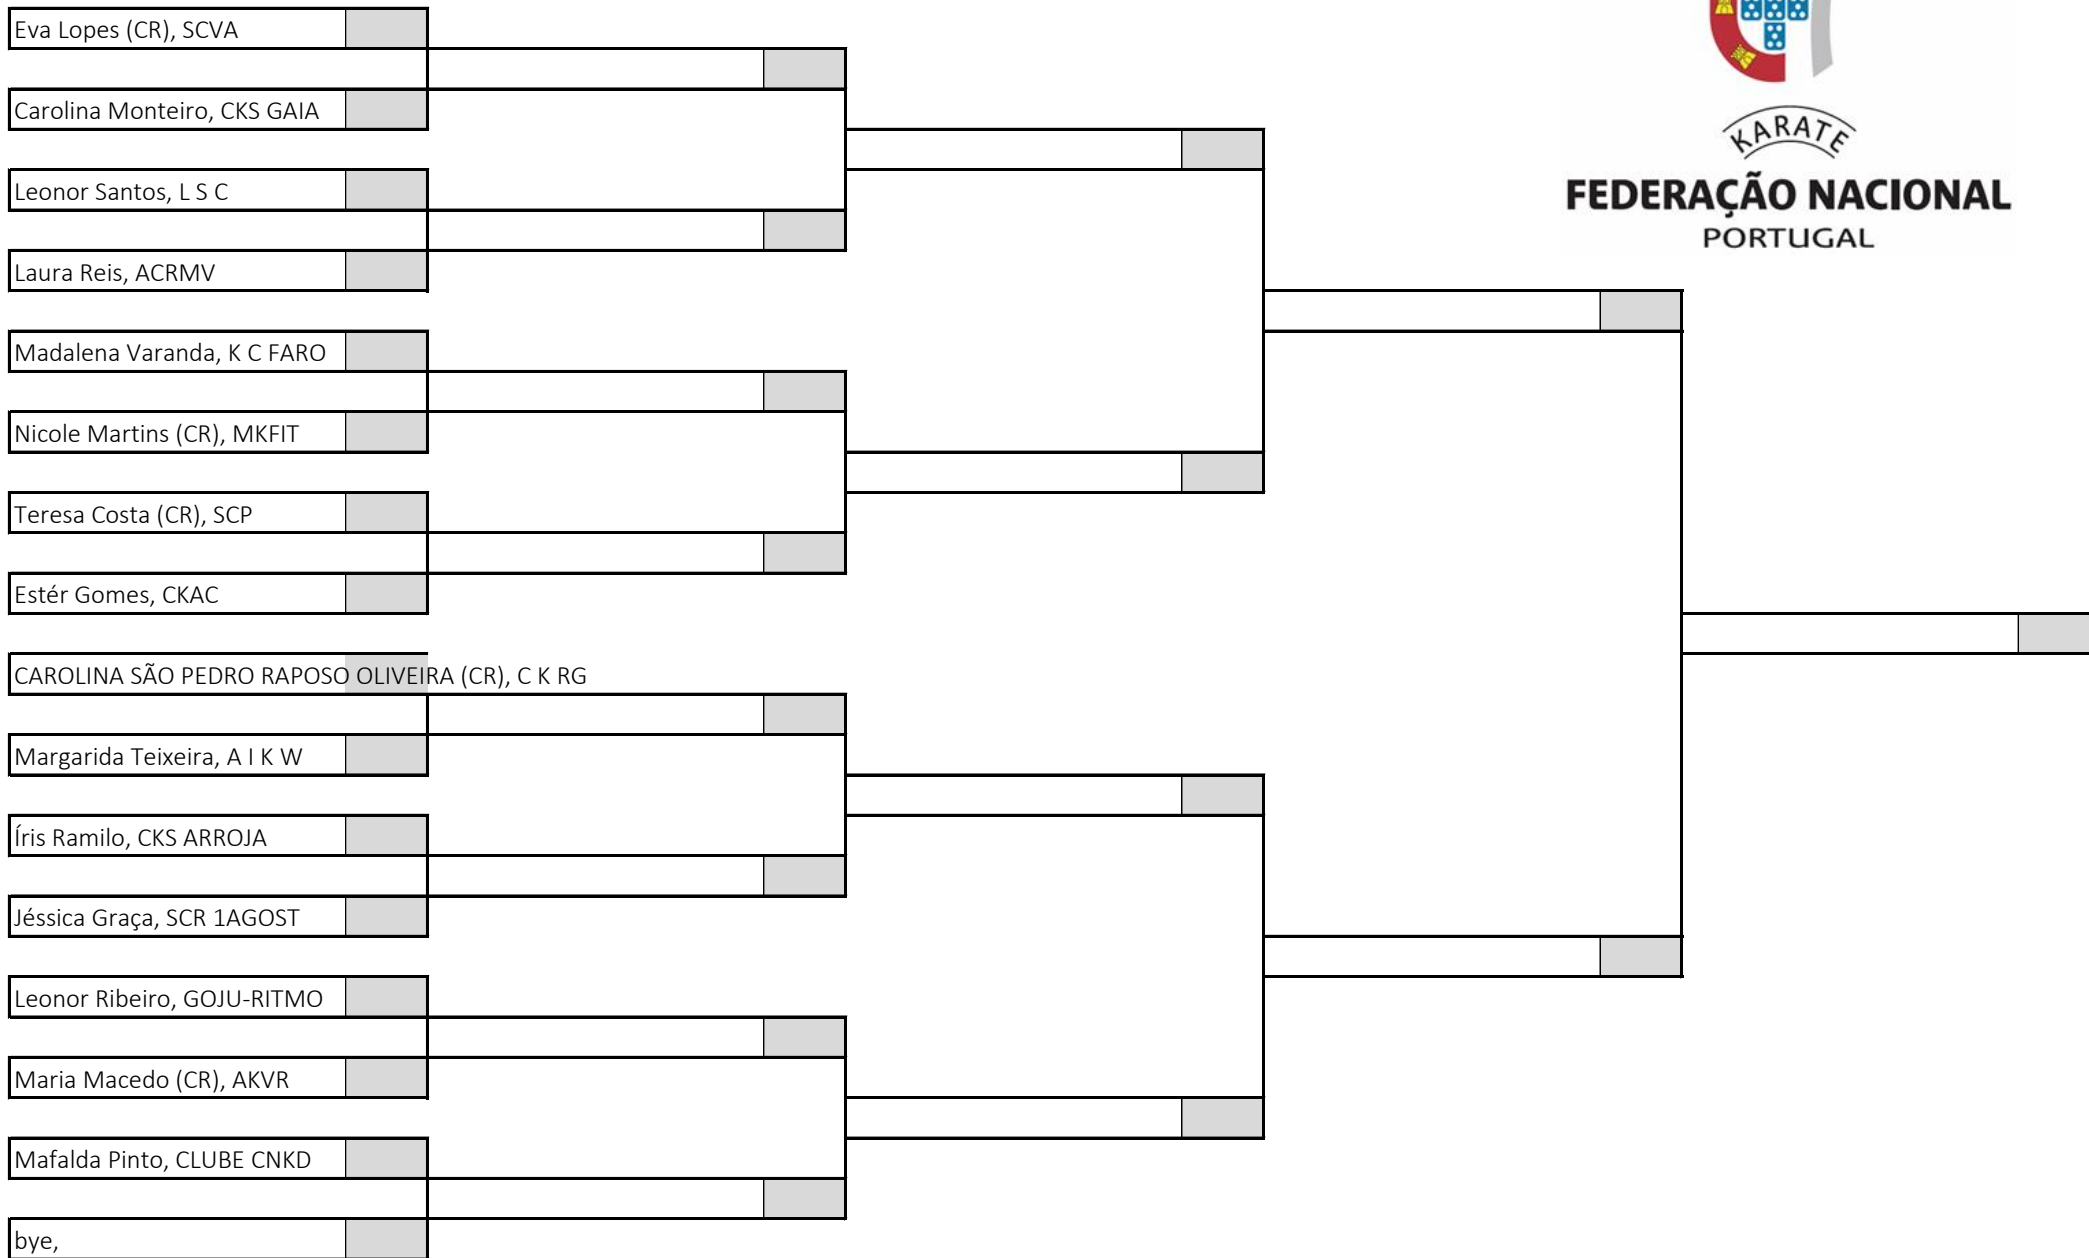 Eva Lopes (CR), SCVA
Carolina Monteiro, CKS GAIA
Leonor Santos, L S C
Laura Reis, ACRMV
Madalena Varanda, K C FARO
Nicole Martins (CR), MKFIT
Teresa Costa (CR), SCP
Estér Gomes, CKAC
CAROLINA SÃO PEDRO RAPOSO OLIVEIRA (CR), C K RG
Margarida Teixeira, A I K W
Íris Ramilo, CKS ARROJA
Jéssica Graça, SCR 1AGOST
Leonor Ribeiro, GOJU-RITMO
Maria Macedo (CR), AKVR
Mafalda Pinto, CLUBE CNKD
bye,
KARATE
FEDERAÇÃO NACIONAL
PORTUGAL